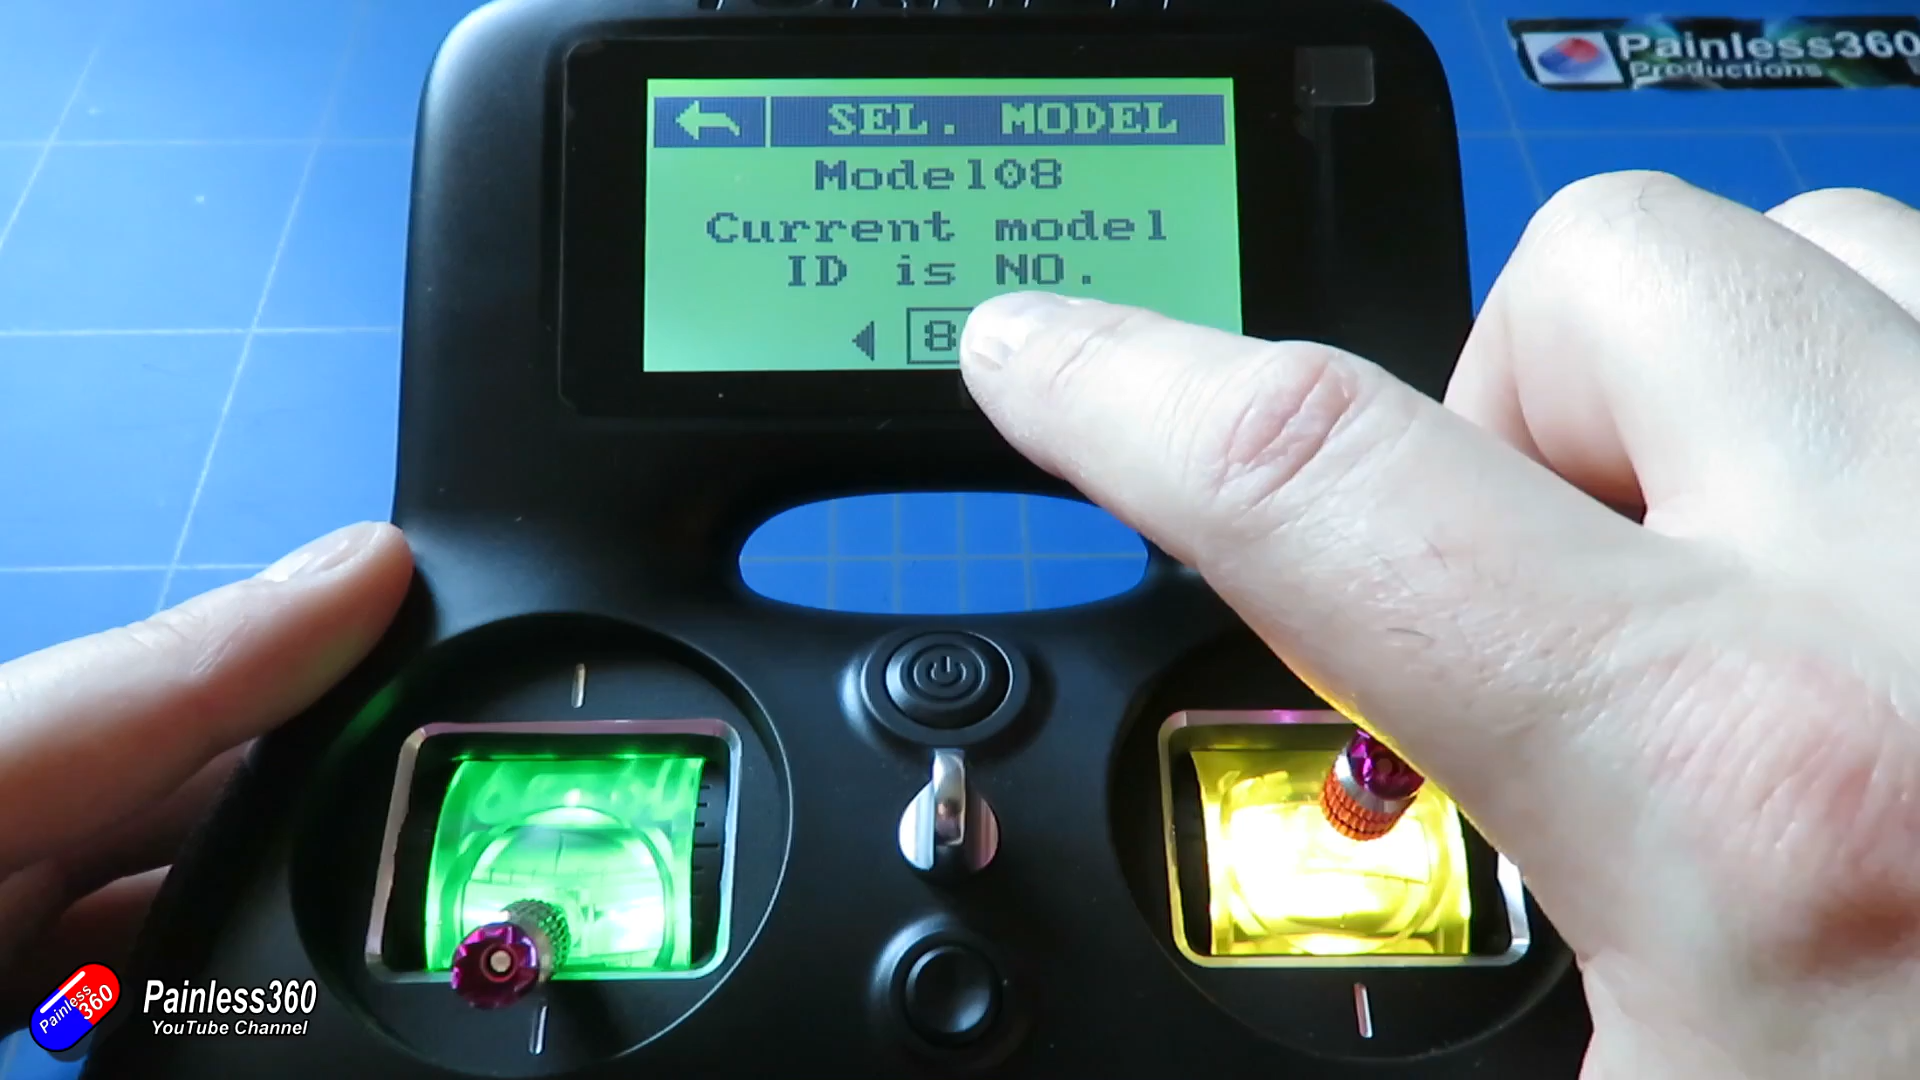 Painless360
Productions
SEL. MODEL
Model08
Current model
ID is NO.
8
Painless360
Painless360
YouTube Channel